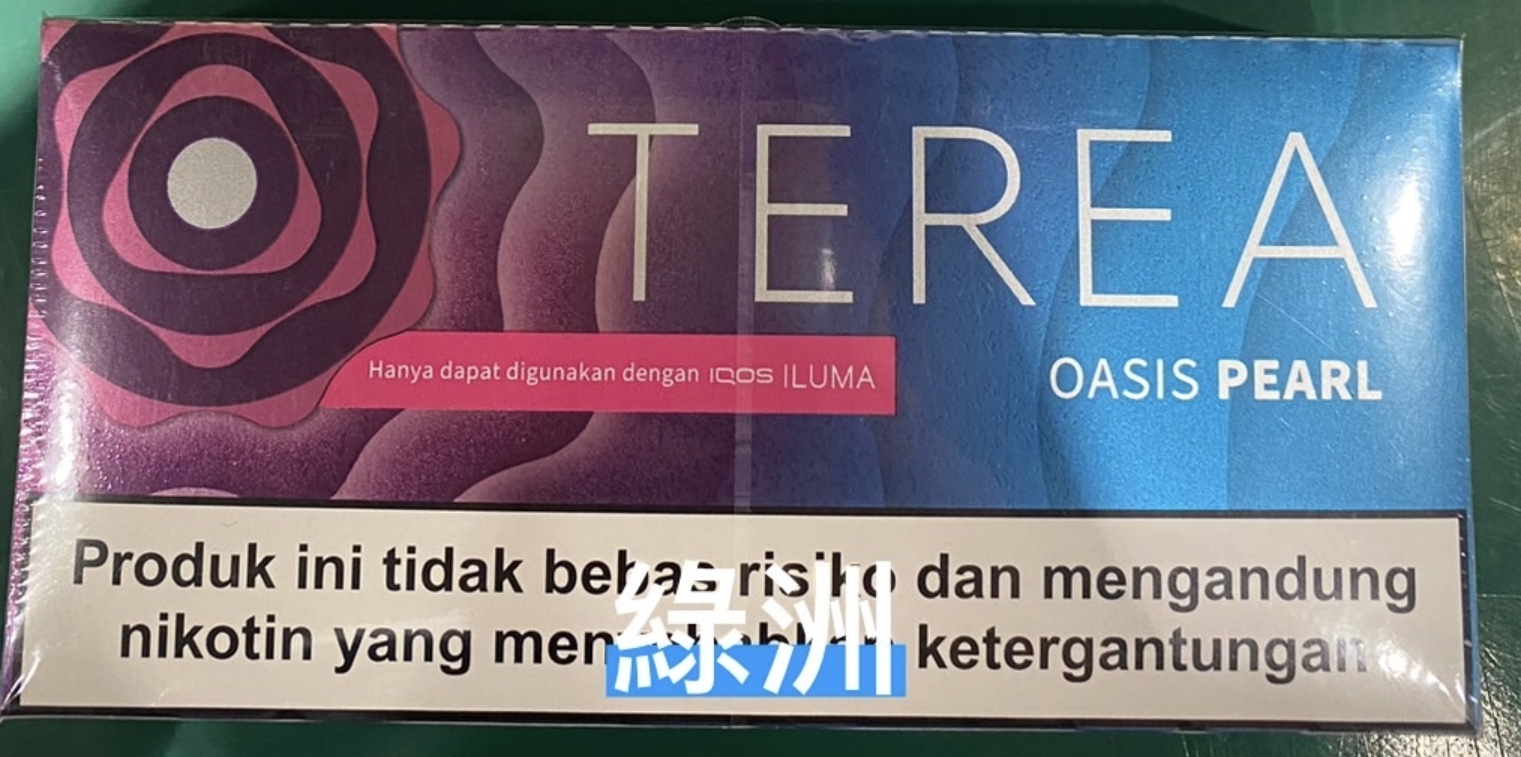 TEREA
Hanya dapat digunakan dengan IQOS ILUMA
OASIS PEARL
Produk ini tidak bebas risiko dan mengandung
nikotin yang ketergantungan
綠洲